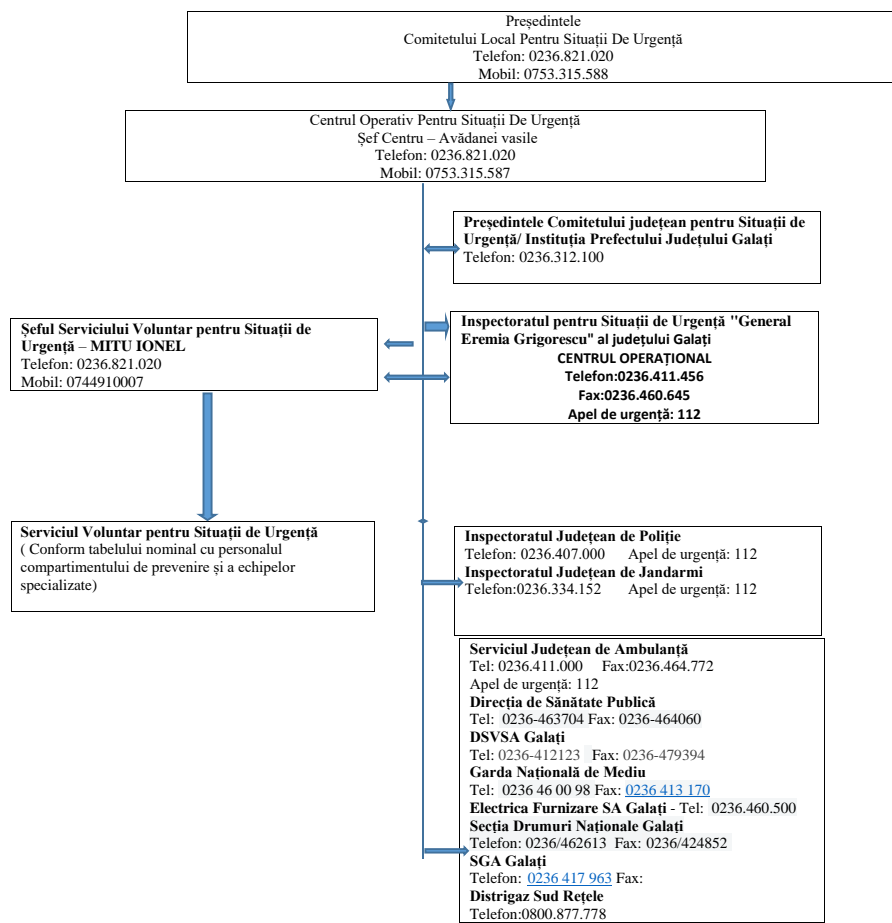 Președintele
Comitetului Local Pentru Situații De Urgență
Telefon: 0236.821.020
Mobil: 0753.315.588
Centrul Operativ Pentru Situații De Urgență
Șef Centru – Avădanei vasile
Telefon: 0236.821.020
Mobil: 0753.315.587
Președintele Comitetului județean pentru Situații de
Urgență/ Instituția Prefectului Județului Galați
Telefon: 0236.312.100
Șeful Serviciului Voluntar pentru Situații de
Urgență – MITU IONEL
Telefon: 0236.821.020
Mobil: 0744910007
Inspectoratul pentru Situații de Urgență "General
Eremia Grigorescu" al județului Galați
CENTRUL OPERAȚIONAL
Telefon:0236.411.456
Fax:0236.460.645
Apel de urgență: 112
Serviciul Voluntar pentru Situații de Urgență
( Conform tabelului nominal cu personalul
compartimentului de prevenire și a echipelor
specializate)
Inspectoratul Județean de Poliție
Telefon: 0236.407.000 Apel de urgență: 112
Inspectoratul Județean de Jandarmi
Telefon:0236.334.152 Apel de urgență: 112
Serviciul Județean de Ambulanță
Tel: 0236.411.000 Fax:0236.464.772
Apel de urgență: 112
Direcția de Sănătate Publică
Tel: 0236-463704 Fax: 0236-464060
DSVSA Galați
Tel: 0236-412123 Fax: 0236-479394
Garda Națională de Mediu
Tel: 0236 46 00 98 Fax: 0236 413 170
Electrica Furnizare SA Galați - Tel: 0236.460.500
Secția Drumuri Naționale Galați
Telefon: 0236/462613 Fax: 0236/424852
SGA Galați
Telefon: 0236 417 963 Fax:
Distrigaz Sud Rețele
Telefon:0800.877.778